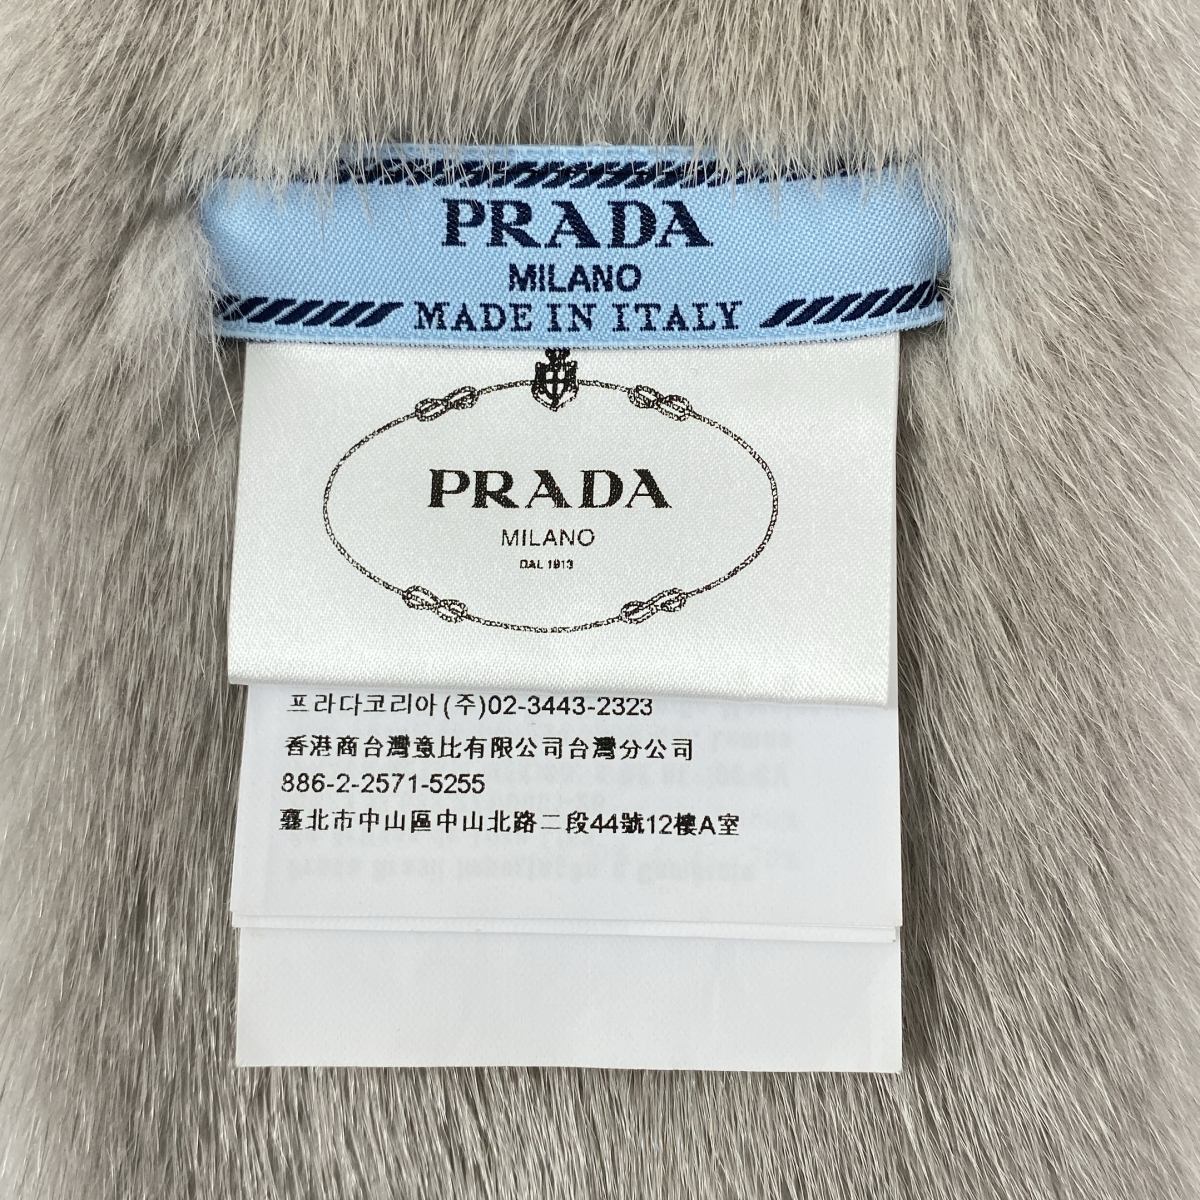 PRADA
MILANO
MADE IN ITALY
PRADA
MILANO
DAL 1913
프라다코리아(주)02-3443-2323
香港商台灣意比有限公司台灣分公司
886-2-2571-5255
臺北市中山區中山北路二段44號12樓A室